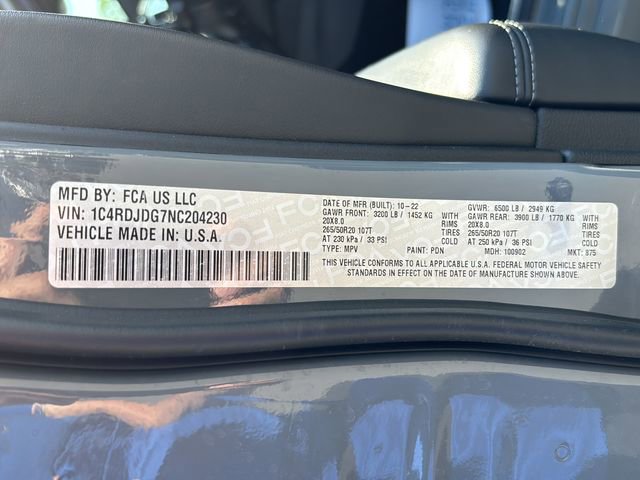 MFD BY: FCA US LLC
VIN: 1C4RDJDG7NC204230
VEHICLE MADE IN: U.S.A.
DATE OF MFR (BUILT): 10-22 GVWR: 6500 LB / 2949 KG
GAWR FRONT: 3200 LB / 1452 KG WITH GAWR REAR: 3900 LB / 1770 KG WITH
20X8.0 RIMS 20X8.0 RIMS
265/50R20 107T TIRES 265/50R20 107T TIRES
AT 230 kPa / 33 PSI COLD AT 250 kPa / 36 PSI COLD
TYPE: MPV PAINT: PDN MDH: 100902 MKT: 875
THIS VEHICLE CONFORMS TO ALL APPLICABLE U.S.A. FEDERAL MOTOR VEHICLE SAFETY
STANDARDS IN EFFECT ON THE DATE OF MANUFACTURE SHOWN ABOVE.